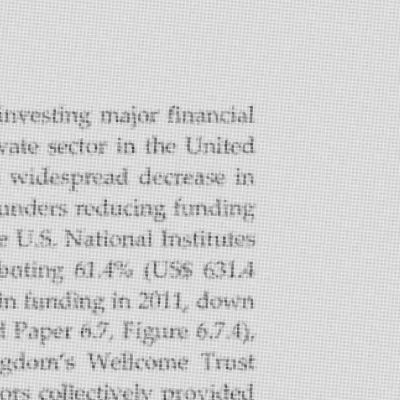 investing major financial
vate sector in the United
widespread decrease in
unders reducing funding
e U.S. National Institutes
buting 61.4% (US$ 631.4
in funding in 2011, down
d Paper 6.7, Figure 6.7.4),
gdom's Wellcome Trust
ors collectively provided